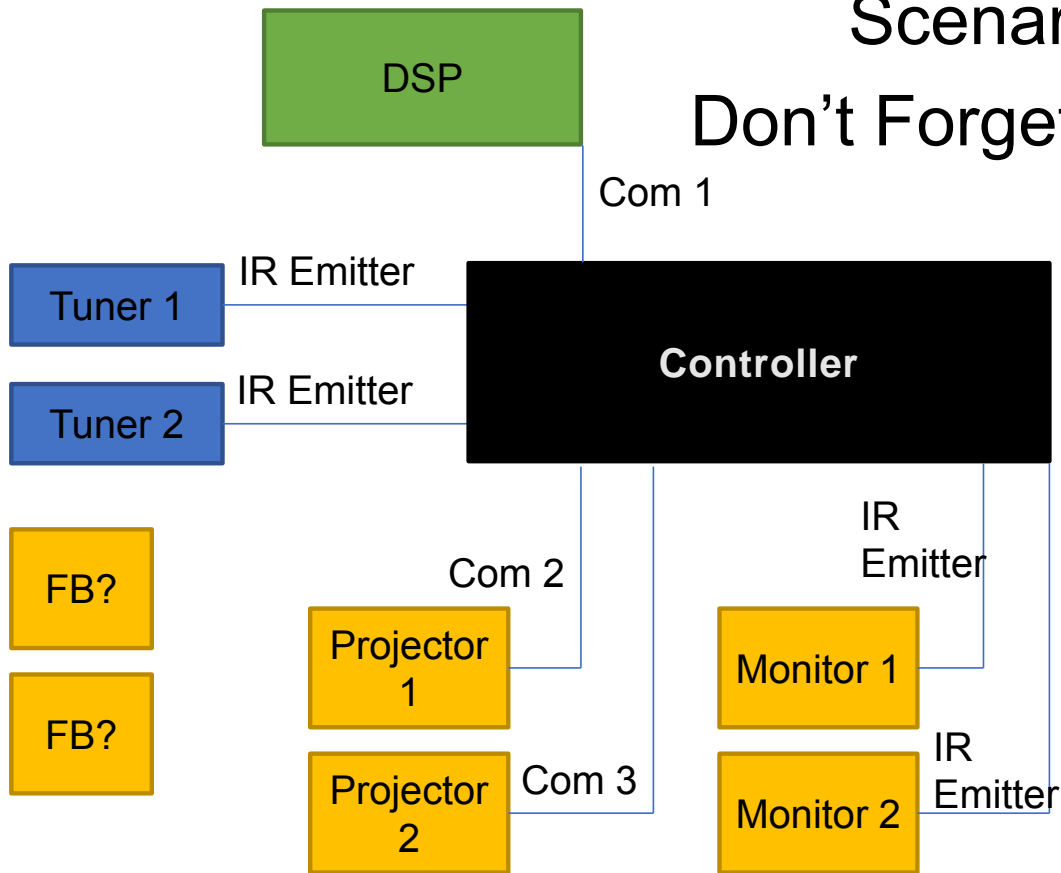 Scenar
Don’t Forget
DSP
Com 1
IR Emitter
Tuner 1
Controller
IR Emitter
Tuner 2
FB?
FB?
Com 2
Projector
1
Com 3
Projector
2
IR
Emitter
Monitor 1
IR
Emitter
Monitor 2